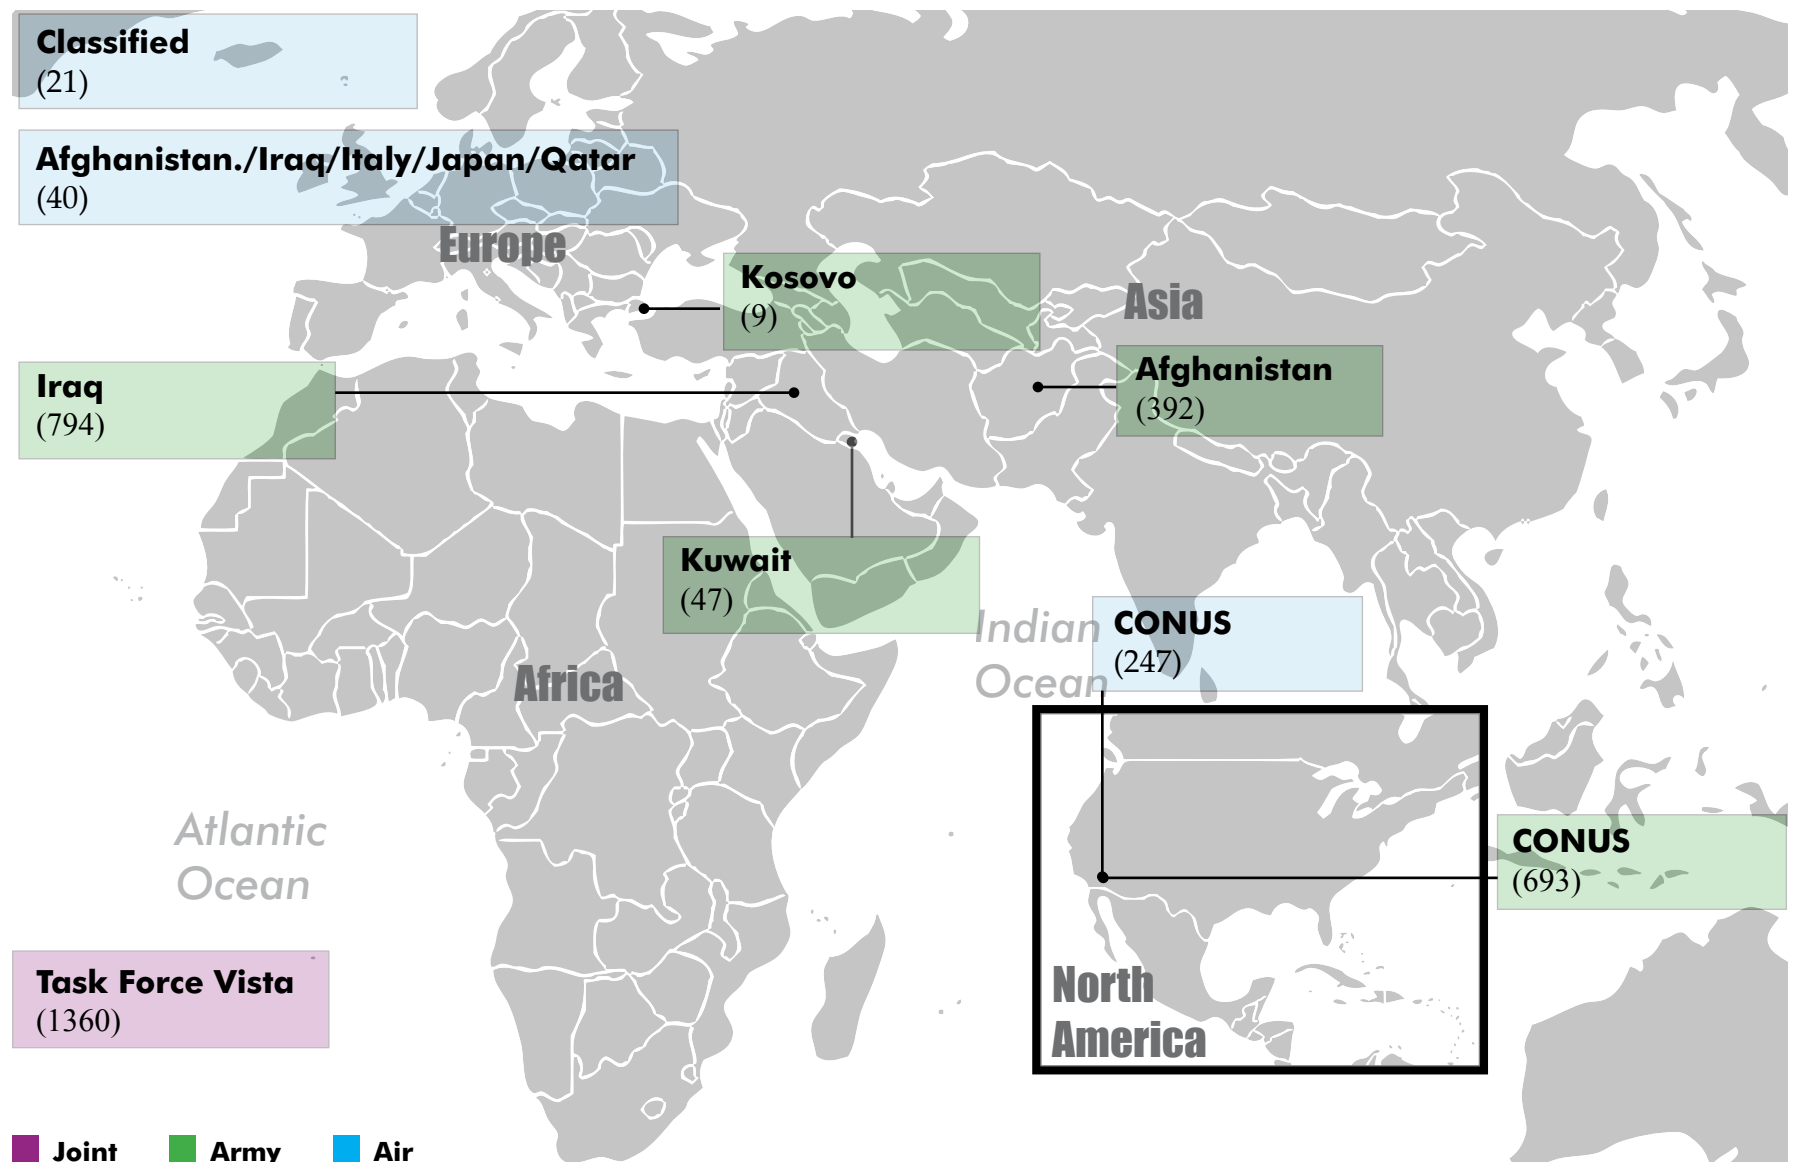 Classified
(21)
Afghanistan./Iraq/Italy/Japan/Qatar
(40)
Europe
Kosovo
(9)
Asia
Iraq
(794)
Afghanistan
(392)
Kuwait
(47)
Indian
Ocean
CONUS
(247)
Africa
Atlantic
Ocean
CONUS
(693)
North
America
Task Force Vista
(1360)
Joint
Army
Air